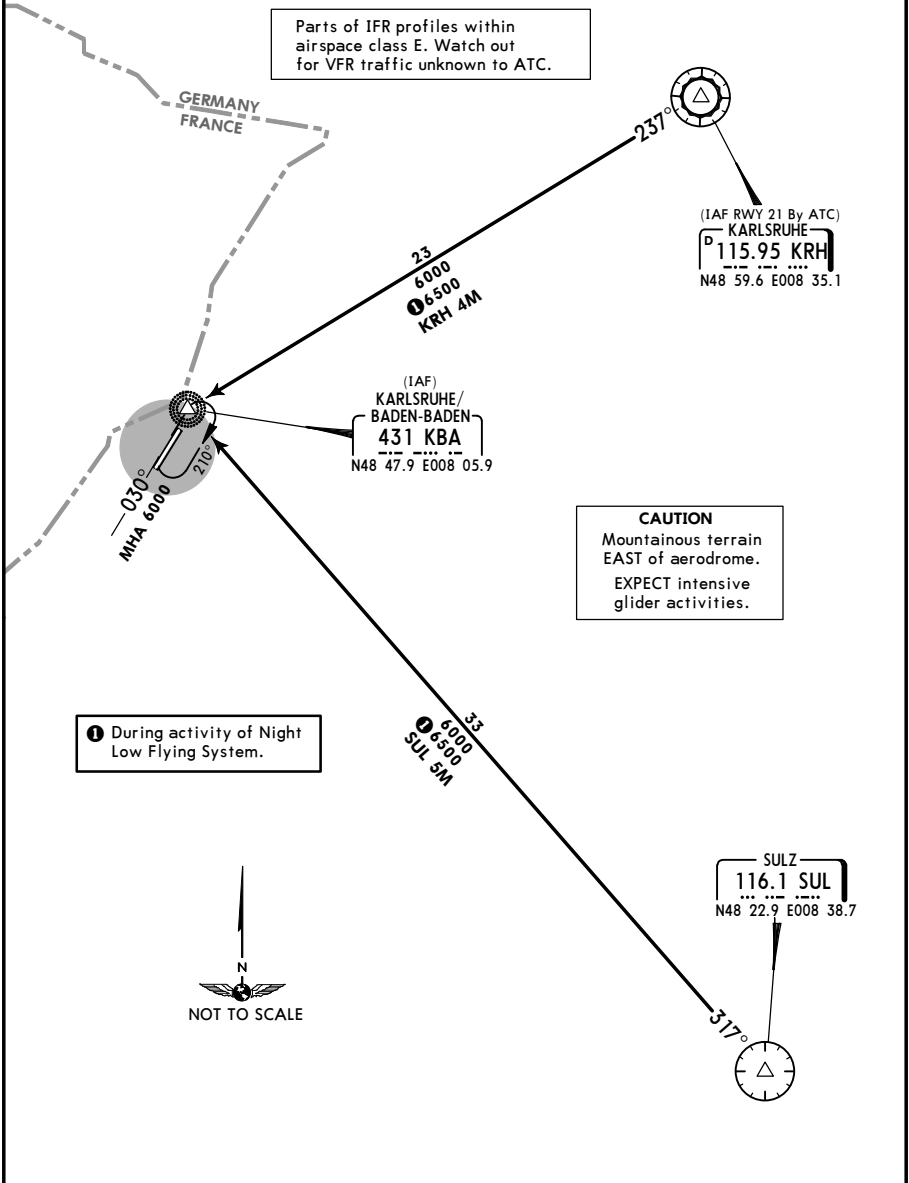 Parts of IFR profiles within
airspace class E. Watch out
for VFR traffic unknown to ATC.
GERMANY
FRANCE
237°
(IAF RWY 21 By ATC)
KARLSRUHE
D 115.95 KRH
N48 59.6 E008 35.1
23
6000
1 6500
KRH 4M
(IAF)
KARLSRUHE/
BADEN-BADEN
431 KBA
N48 47.9 E008 05.9
210°
030°
MHA 6000
CAUTION
Mountainous terrain
EAST of aerodrome.
EXPECT intensive
glider activities.
33
6000
1 6500
SUL 5M
1 During activity of Night
Low Flying System.
SULZ
116.1 SUL
N48 22.9 E008 38.7
N
NOT TO SCALE
317°